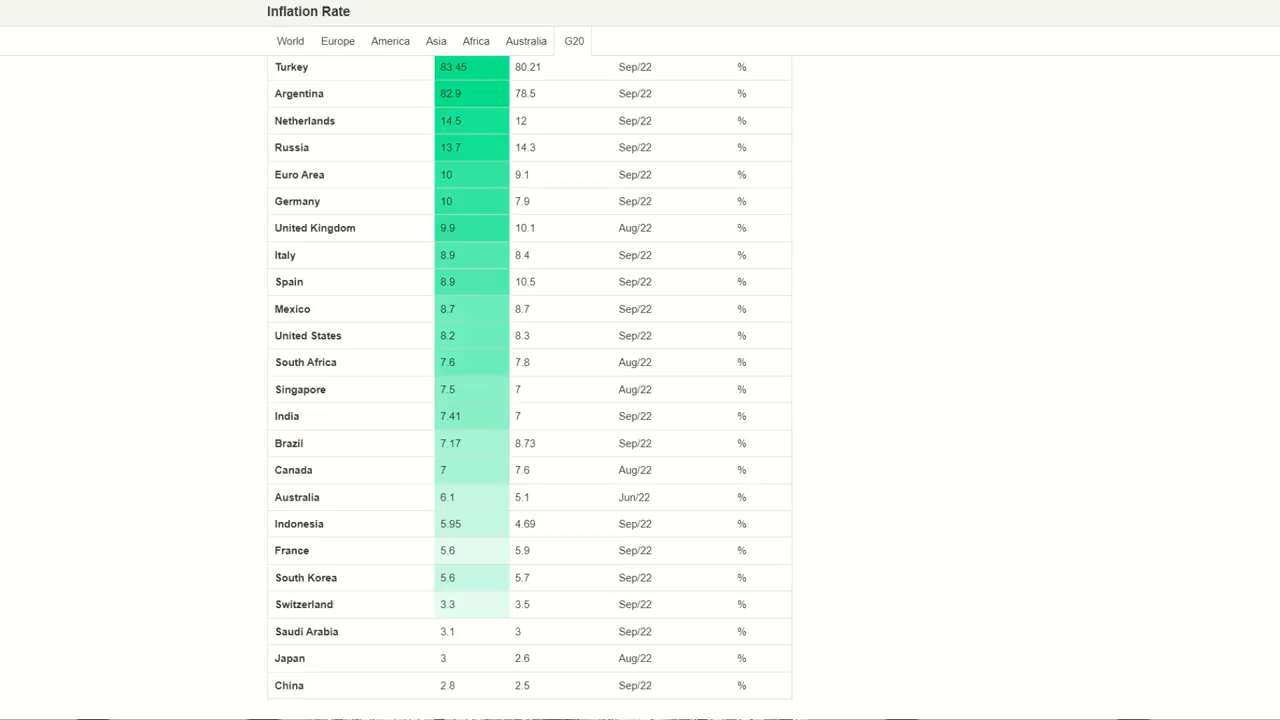 Inflation Rate
World Europe America Asia Africa Australia G20
Turkey 83.45 80.21 Sep/22 %
Argentina 82.9 78.5 Sep/22 %
Netherlands 14.5 12 Sep/22 %
Russia 13.7 14.3 Sep/22 %
Euro Area 10 9.1 Sep/22 %
Germany 10 7.9 Sep/22 %
United Kingdom 9.9 10.1 Aug/22 %
Italy 8.9 8.4 Sep/22 %
Spain 8.9 10.5 Sep/22 %
Mexico 8.7 8.7 Sep/22 %
United States 8.2 8.3 Sep/22 %
South Africa 7.6 7.8 Aug/22 %
Singapore 7.5 7 Aug/22 %
India 7.41 7 Sep/22 %
Brazil 7.17 8.73 Sep/22 %
Canada 7 7.6 Aug/22 %
Australia 6.1 5.1 Jun/22 %
Indonesia 5.95 4.69 Sep/22 %
France 5.6 5.9 Sep/22 %
South Korea 5.6 5.7 Sep/22 %
Switzerland 3.3 3.5 Sep/22 %
Saudi Arabia 3.1 3 Sep/22 %
Japan 3 2.6 Aug/22 %
China 2.8 2.5 Sep/22 %